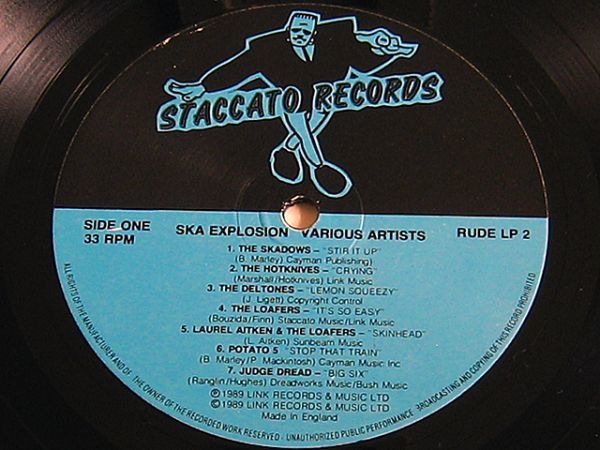 STACCATO RECORDS
SIDE ONE
33 RPM
SKA EXPLOSION VARIOUS ARTISTS
RUDE LP 2
1. THE SKADOWS – "STIR IT UP"
(B. Marley) Cayman Publishing)
2. THE HOTKNIVES – "CRYING"
(Marshall/Hotknives) Link Music
3. THE DELTONES – "LEMON SQUEEZY"
(J. Ligett) Copyright Control
4. THE LOAFERS – "IT'S SO EASY"
(Bouzida/Finn) Staccato Music/Link Music
5. LAUREL AITKEN & THE LOAFERS – "SKINHEAD"
(L. Aitken) Sunbeam Music
6. POTATO 5 – "STOP THAT TRAIN"
(B. Marley/P. Mackintosh) Cayman Music Inc
7. JUDGE DREAD – "BIG SIX"
(Ranglin/Hughes) Dreadworks Music/Bush Music
℗ 1989 LINK RECORDS & MUSIC LTD
© 1989 LINK RECORDS & MUSIC LTD
Made in England
ALL RIGHTS OF THE MANUFACTURER AND OF THE OWNER OF THE RECORDED WORK RESERVED - UNAUTHORIZED PUBLIC PERFORMANCE BROADCASTING AND COPYING OF THIS RECORD PROHIBITED